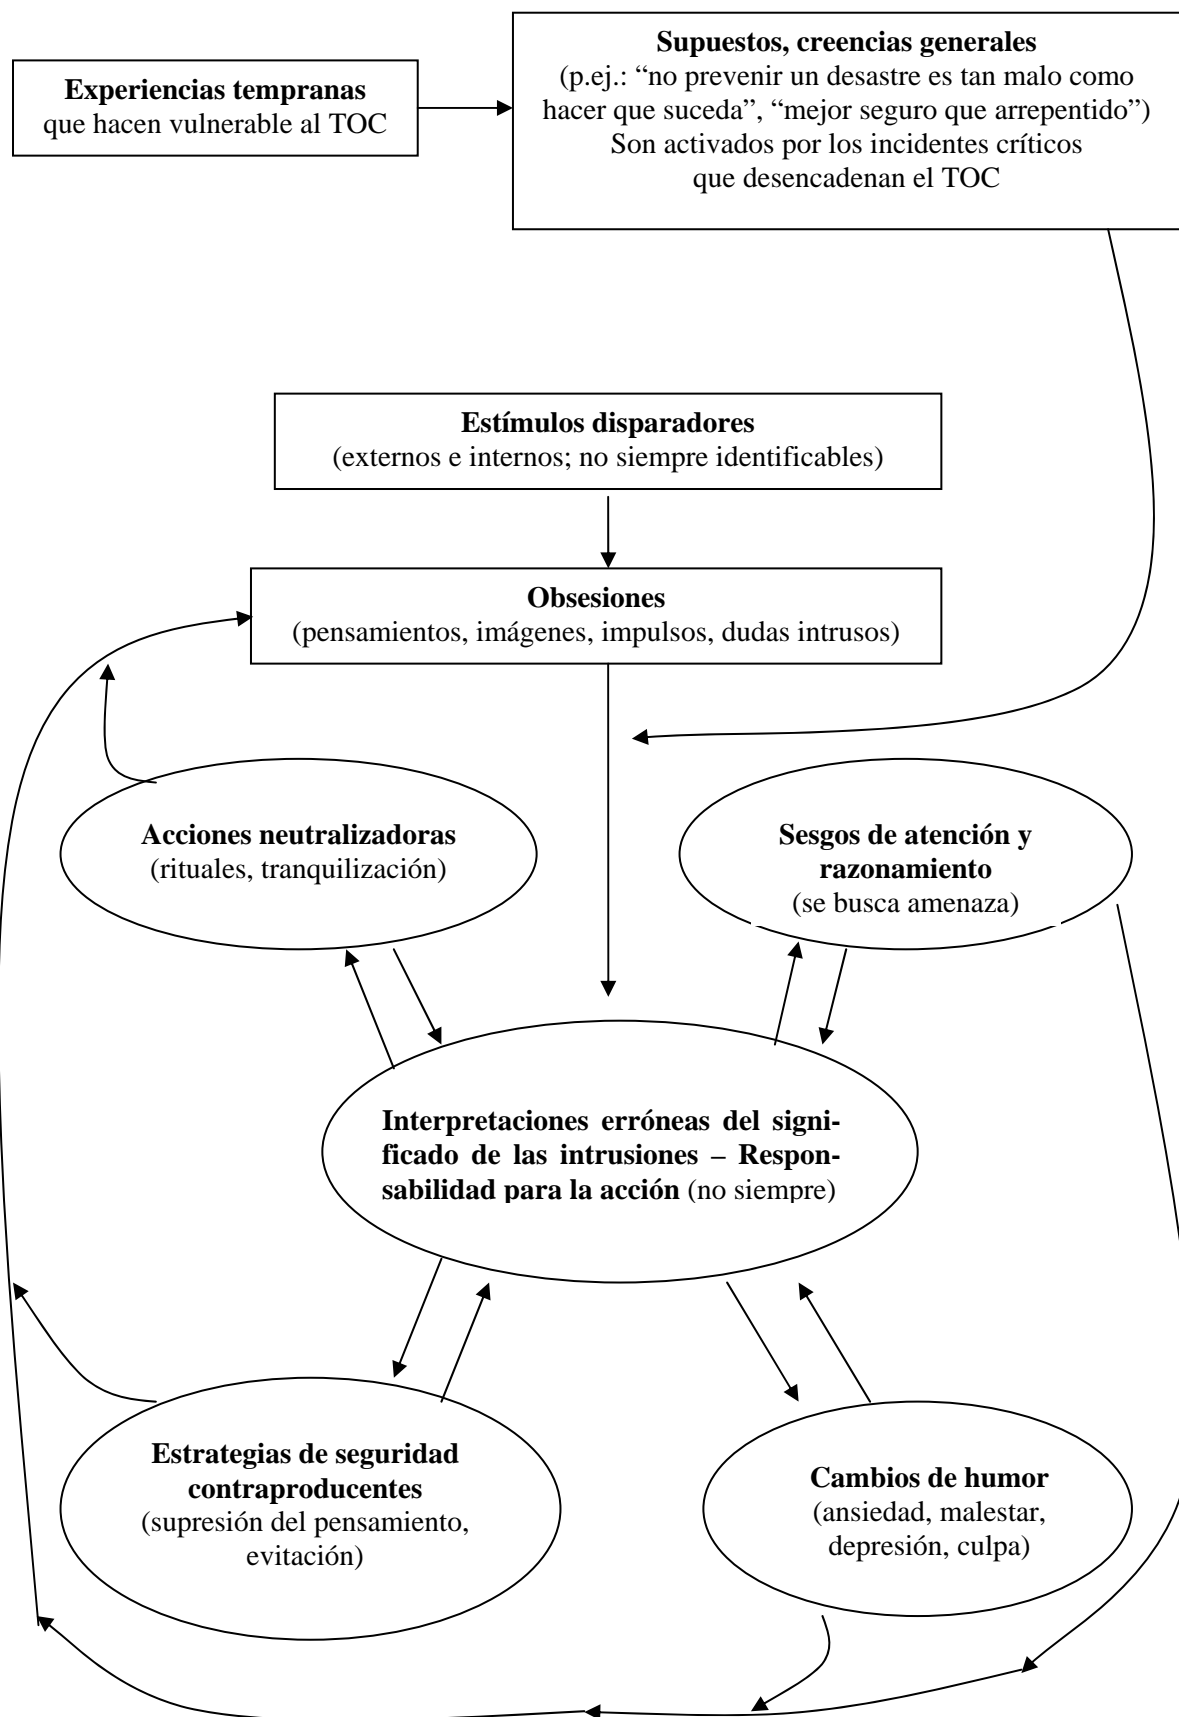 Supuestos, creencias generales
(p.ej.: “no prevenir un desastre es tan malo como
hacer que suceda”, “mejor seguro que arrepentido”)
Son activados por los incidentes críticos
que desencadenan el TOC
Experiencias tempranas
que hacen vulnerable al TOC
Estímulos disparadores
(externos e internos; no siempre identificables)
Obsesiones
(pensamientos, imágenes, impulsos, dudas intrusos)
Acciones neutralizadoras
(rituales, tranquilización)
Sesgos de atención y
razonamiento
(se busca amenaza)
Interpretaciones erróneas del signi-
ficado de las intrusiones – Respon-
sabilidad para la acción (no siempre)
Estrategias de seguridad
contraproducentes
(supresión del pensamiento,
evitación)
Cambios de humor
(ansiedad, malestar,
depresión, culpa)